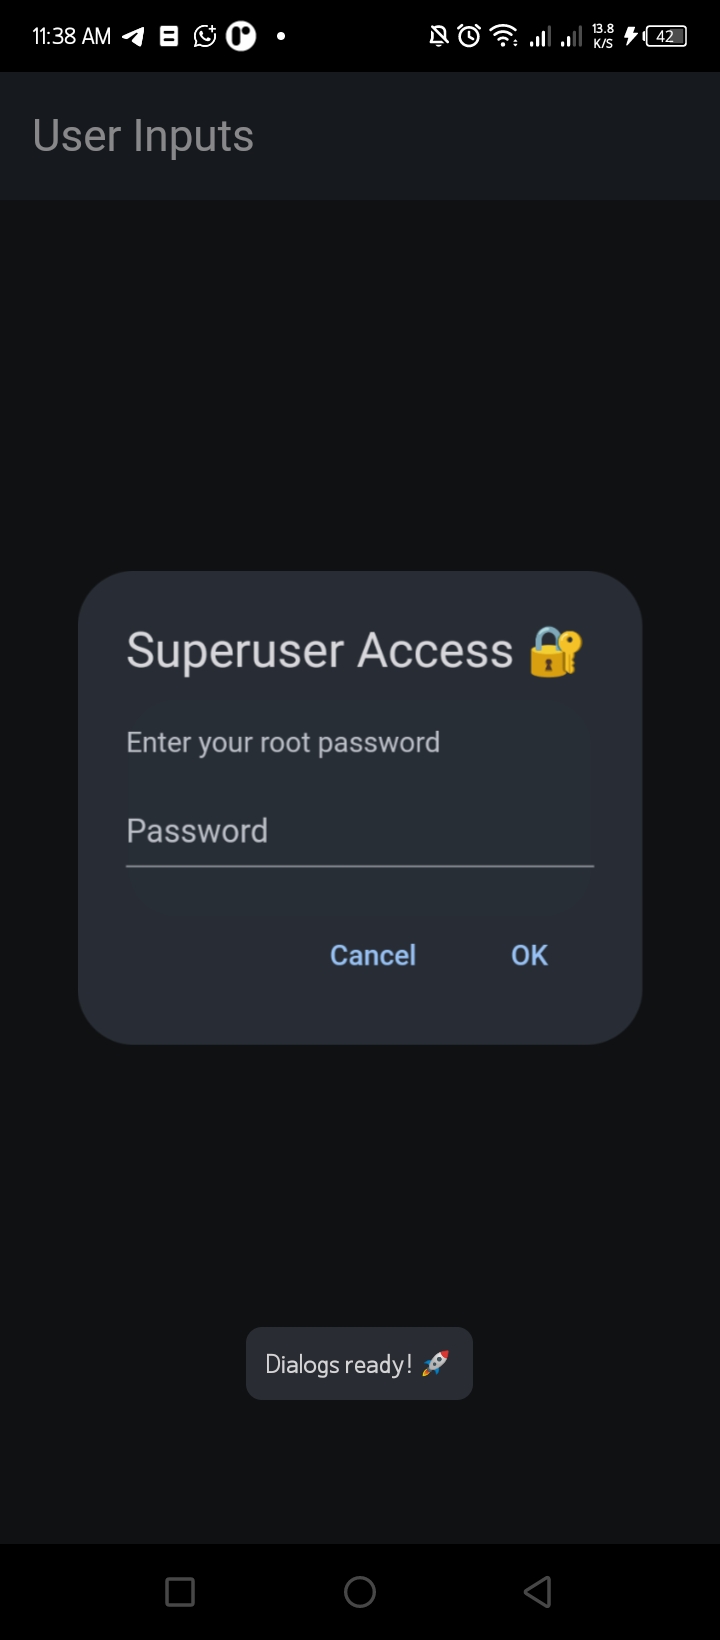 11:38 AM
13.8
K/S
42
User Inputs
Superuser Access 🔐
Enter your root password
Password
Cancel OK
Dialogs ready! 🚀